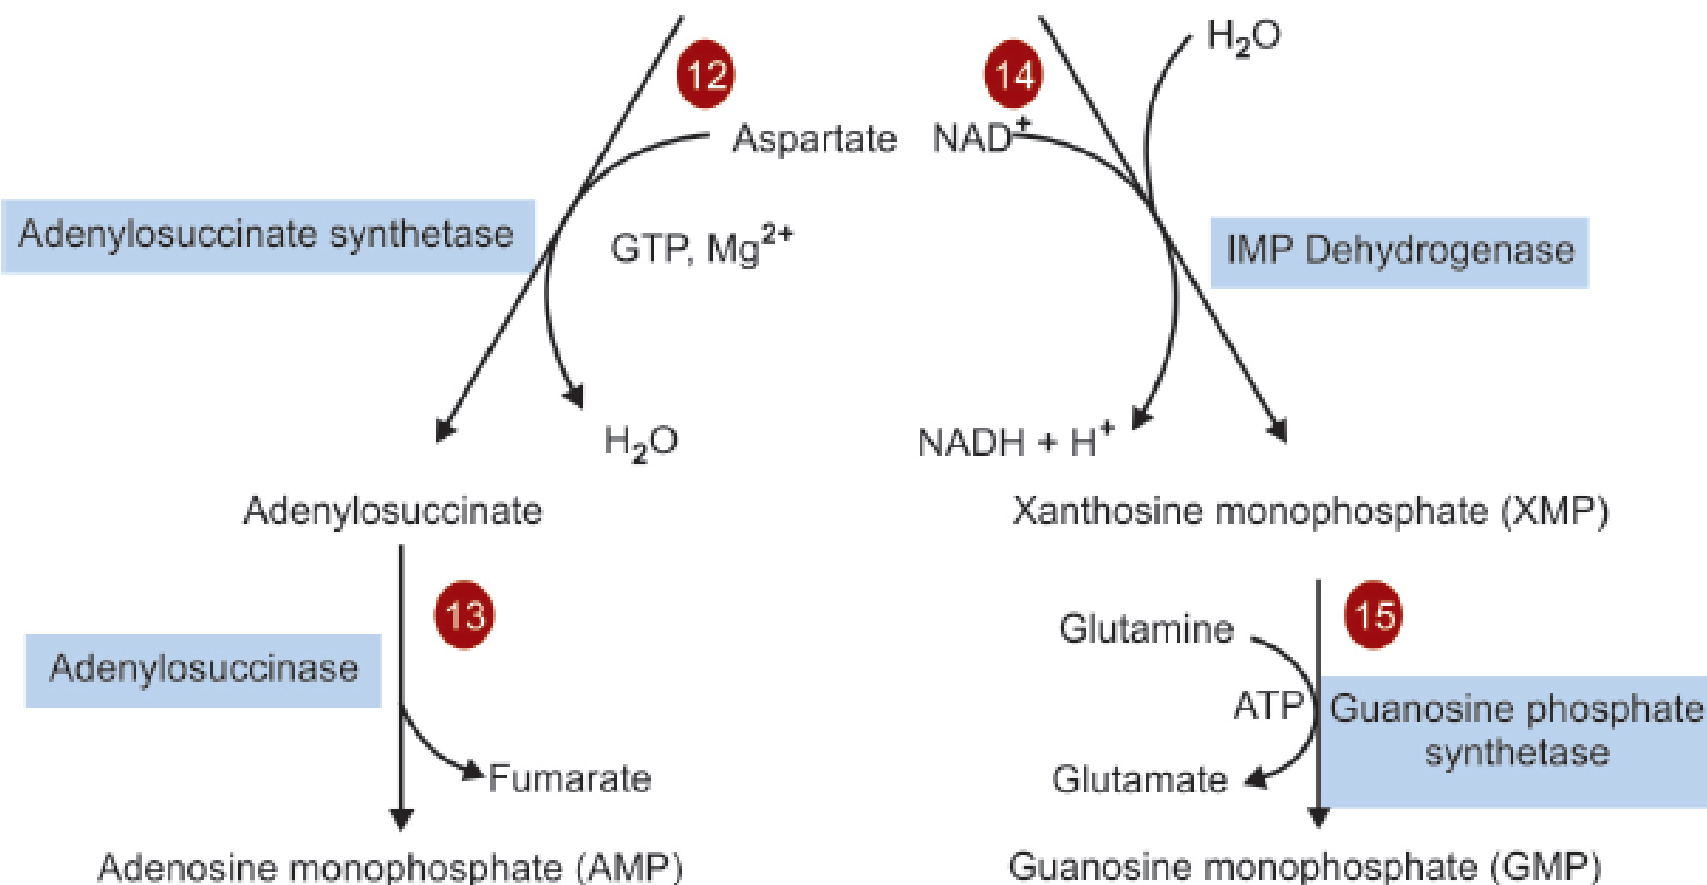 H₂O
12
14
Aspartate
NAD⁺
Adenylosuccinate synthetase
GTP, Mg²⁺
IMP Dehydrogenase
H₂O
NADH + H⁺
Adenylosuccinate
Xanthosine monophosphate (XMP)
13
15
Glutamine
Adenylosuccinase
ATP
Guanosine phosphate
synthetase
Fumarate
Glutamate
Adenosine monophosphate (AMP)
Guanosine monophosphate (GMP)